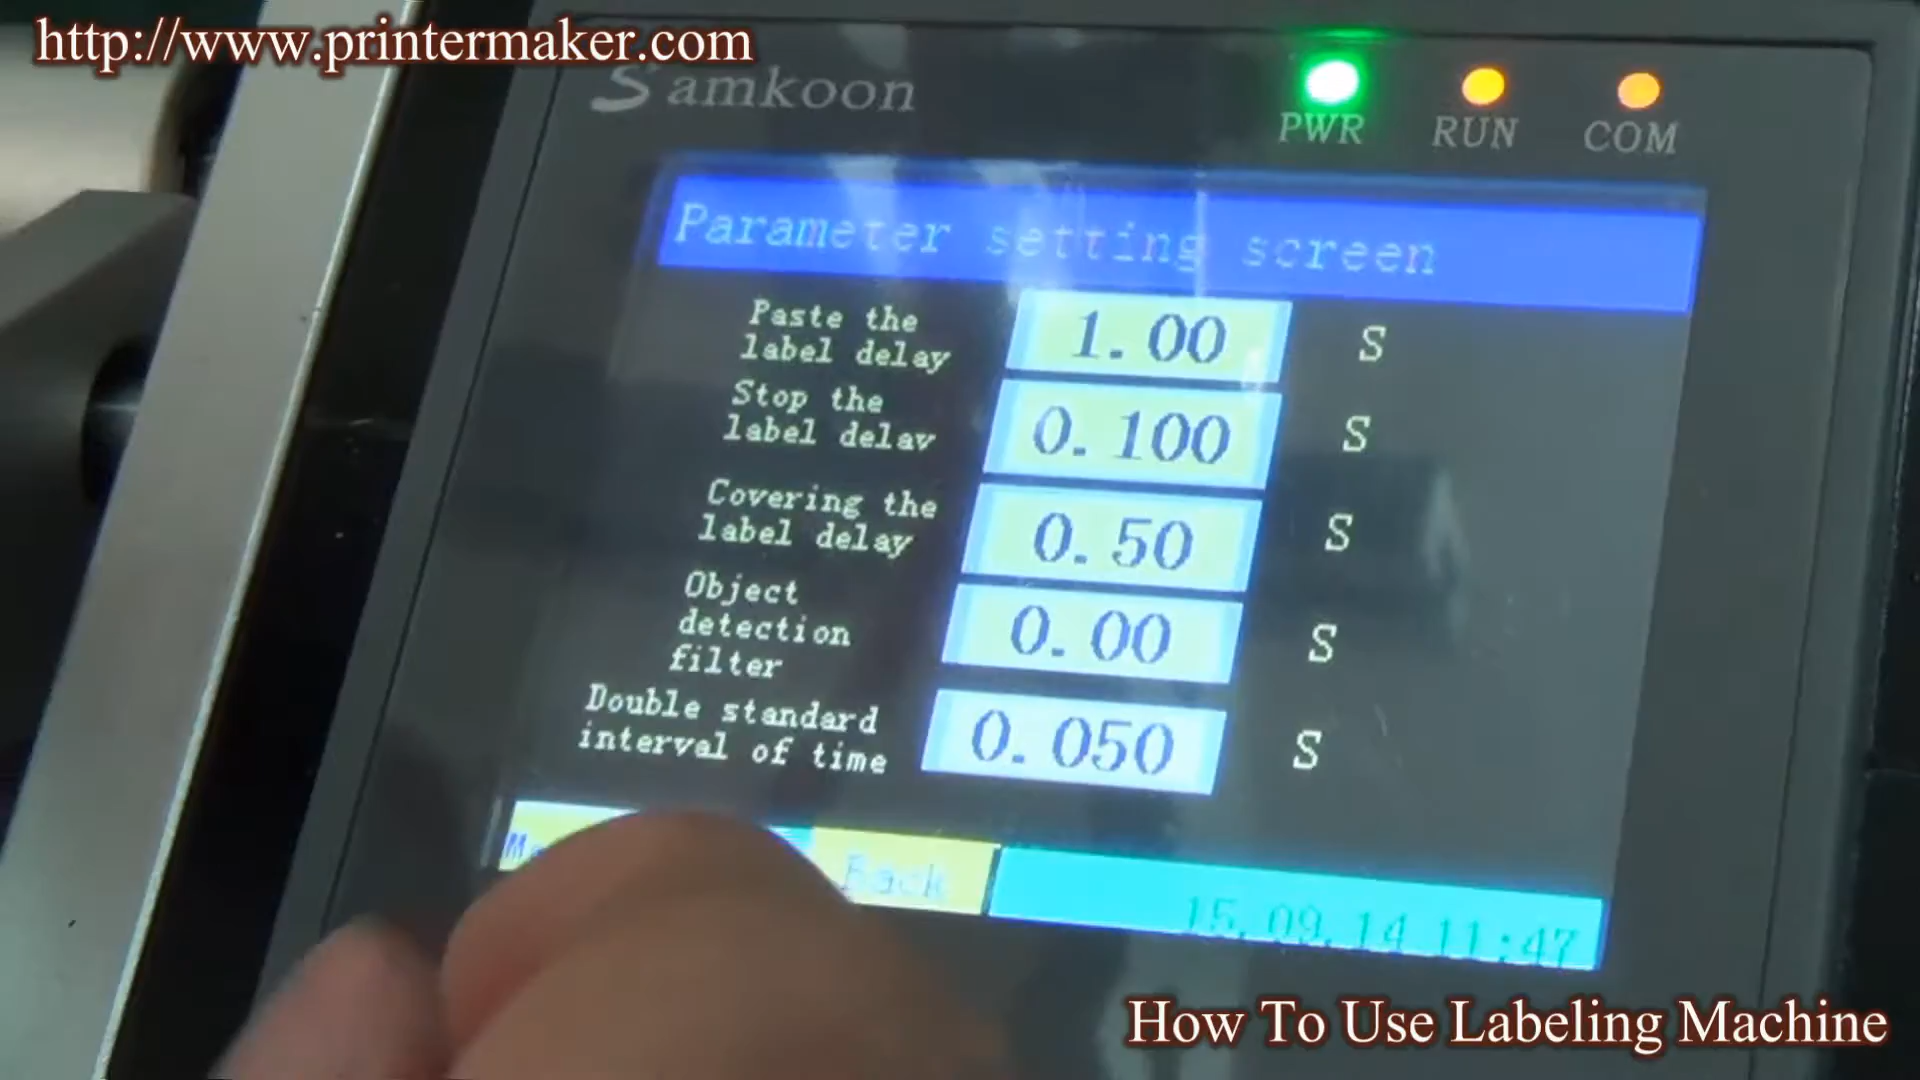 http://www.printermaker.com
Samkoon
PWR RUN COM
Parameter setting screen
Paste the
label delay 1.00 S
Stop the
label delay 0.100 S
Covering the
label delay 0.50 S
Object
detection
filter 0.00 S
Double standard
interval of time 0.050 S
Back 15.09.14 11:47
How To Use Labeling Machine